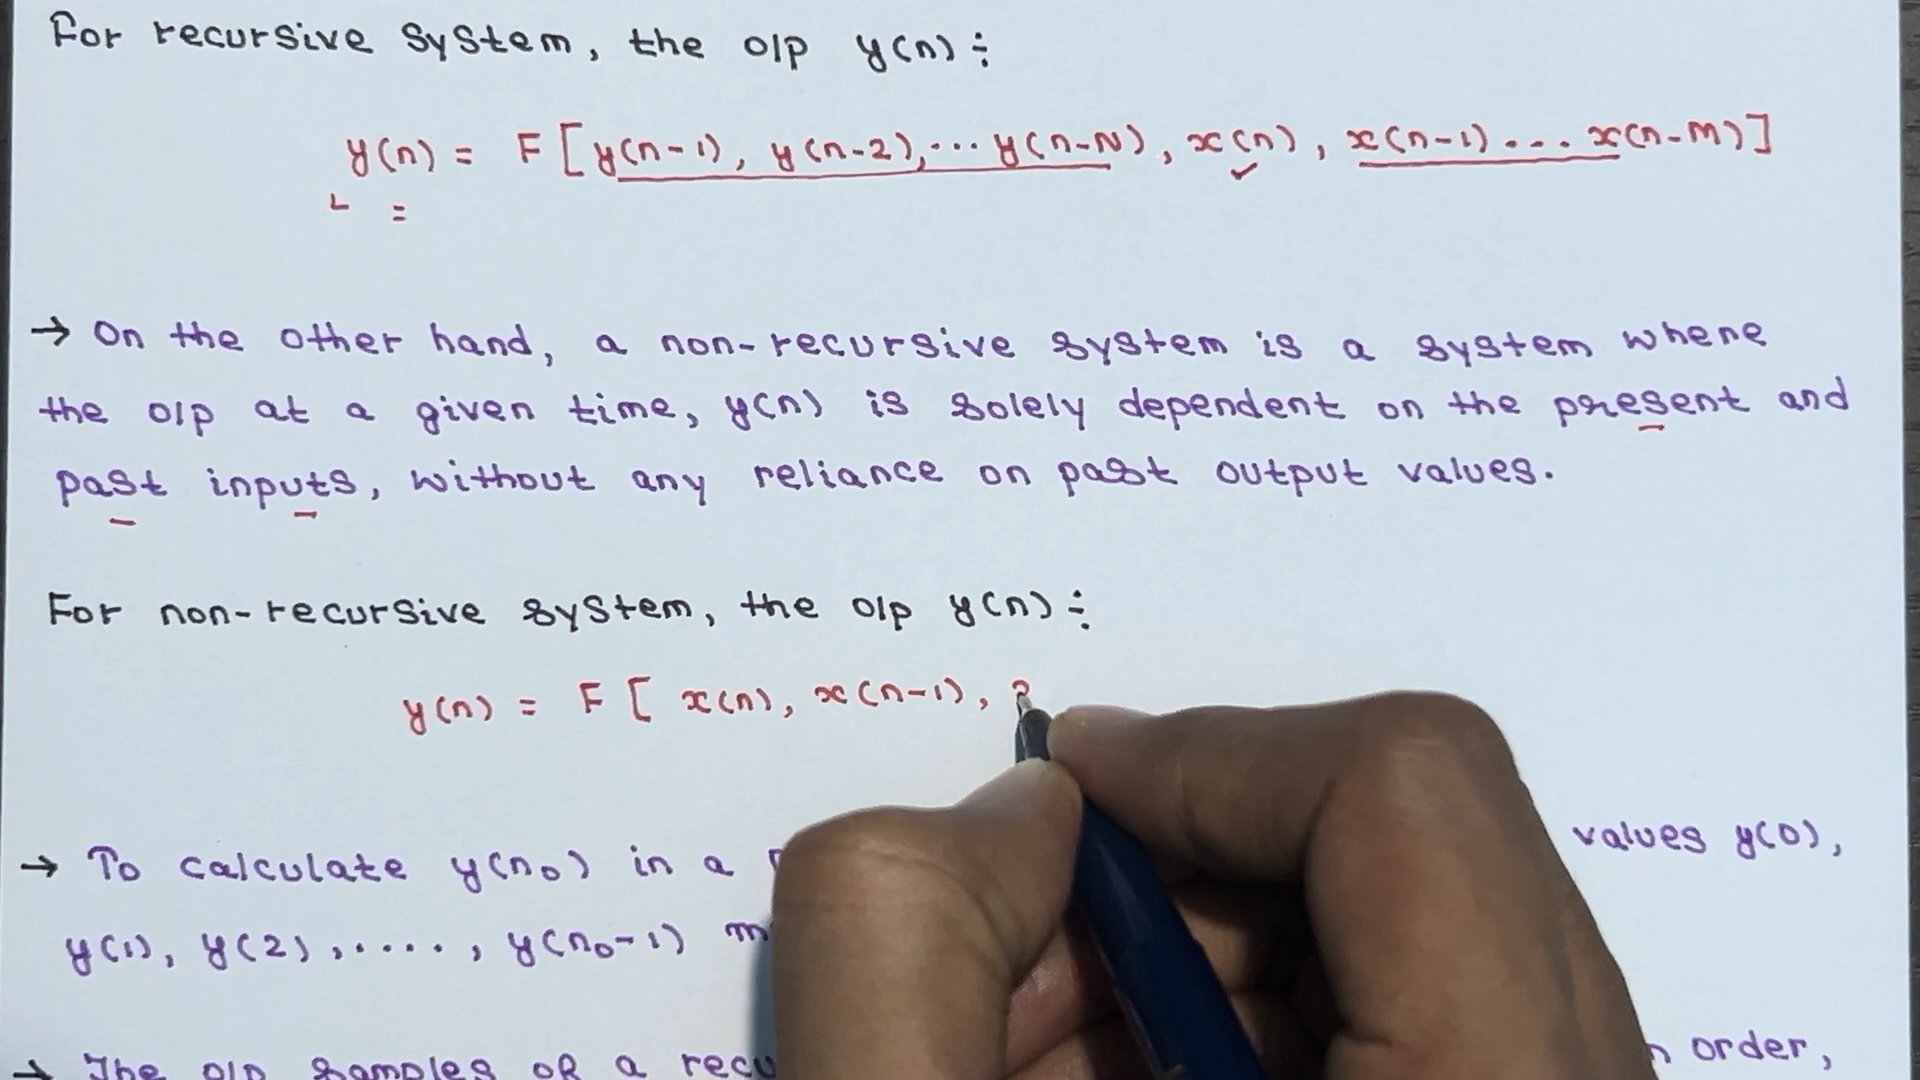 For recursive system, the o/p y(n) ÷
y(n) = F [y(n-1), y(n-2),... y(n-N), x(n), x(n-1)... x(n-M)]
=
→ On the other hand, a non-recursive system is a system where
the o/p at a given time, y(n) is solely dependent on the present and
past inputs, without any reliance on past output values.
For non-recursive system, the o/p y(n) ÷
y(n) = F [ x(n), x(n-1),
→ To calculate y(n₀) in a values y(0),
y(1), y(2),....., y(n₀-1)
→ The o/p samples of a order,